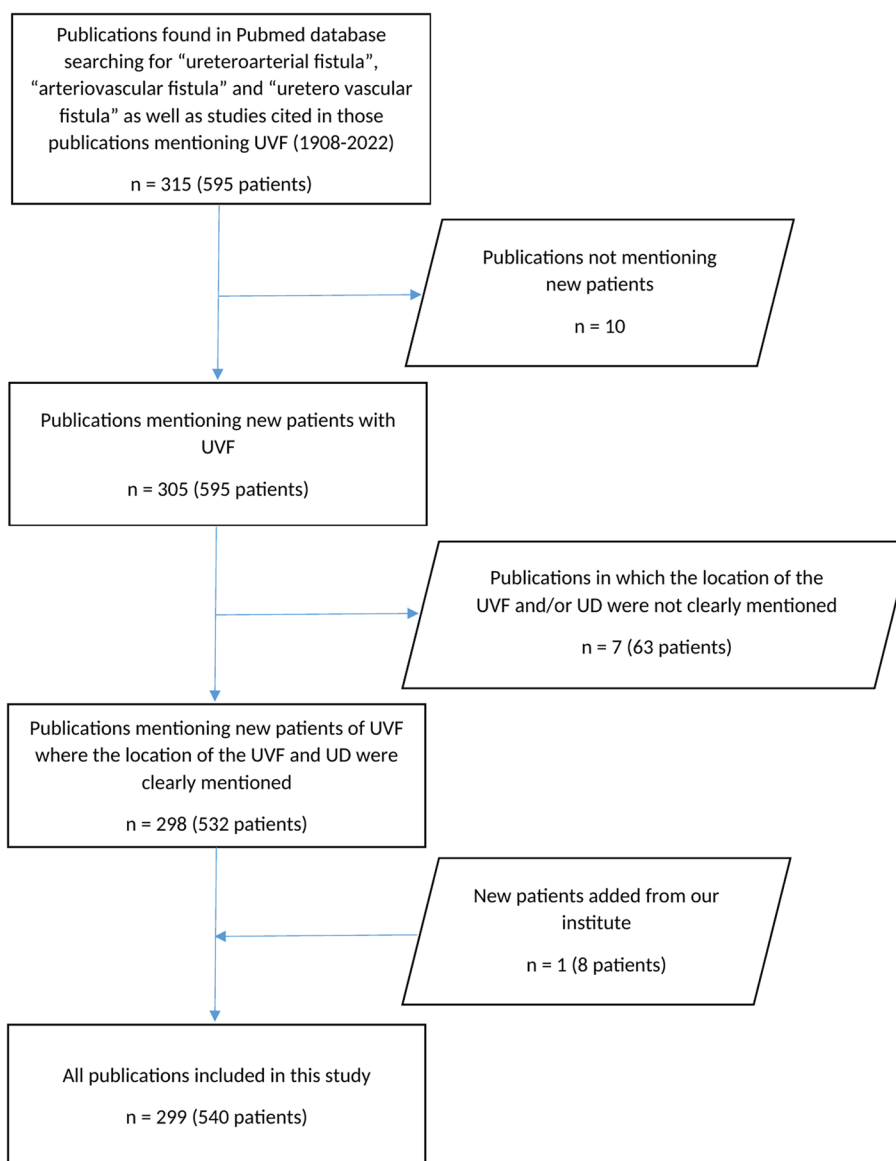 Publications found in Pubmed database
searching for “ureteroarterial fistula”,
“arteriovascular fistula” and “uretero vascular
fistula” as well as studies cited in those
publications mentioning UVF (1908-2022)
n = 315 (595 patients)
Publications not mentioning
new patients
n = 10
Publications mentioning new patients with
UVF
n = 305 (595 patients)
Publications in which the location of the
UVF and/or UD were not clearly mentioned
n = 7 (63 patients)
Publications mentioning new patients of UVF
where the location of the UVF and UD were
clearly mentioned
n = 298 (532 patients)
New patients added from our
institute
n = 1 (8 patients)
All publications included in this study
n = 299 (540 patients)